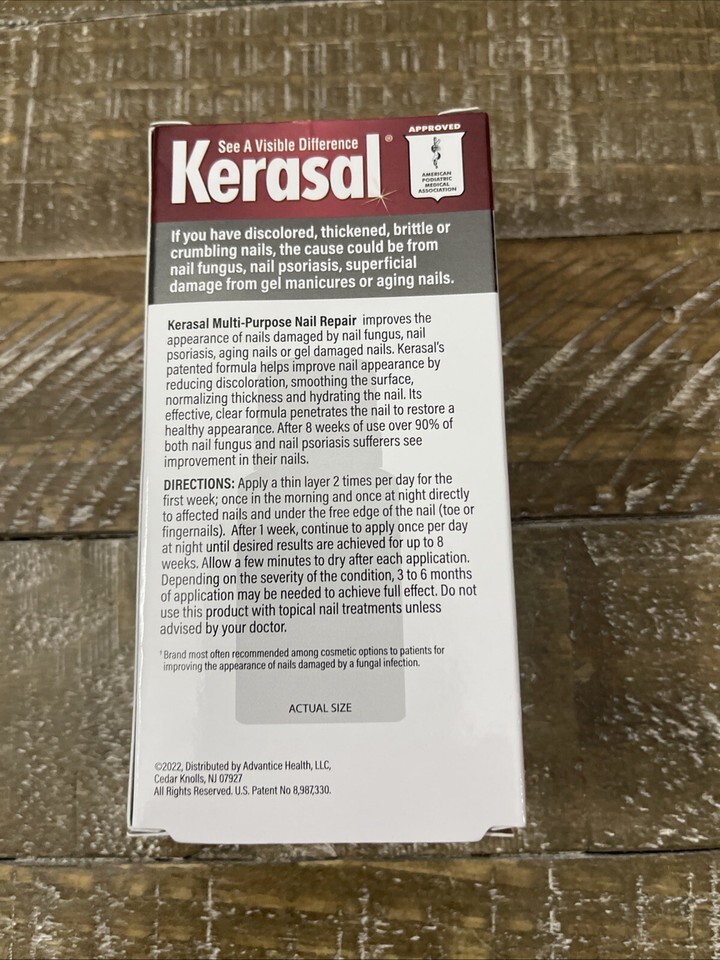 See A Visible Difference
Kerasal®
APPROVED
AMERICAN
PODIATRIC
MEDICAL
ASSOCIATION
If you have discolored, thickened, brittle or
crumbling nails, the cause could be from
nail fungus, nail psoriasis, superficial
damage from gel manicures or aging nails.
Kerasal Multi-Purpose Nail Repair improves the
appearance of nails damaged by nail fungus, nail
psoriasis, aging nails or gel damaged nails. Kerasal's
patented formula helps improve nail appearance by
reducing discoloration, smoothing the surface,
normalizing thickness and hydrating the nail. Its
effective, clear formula penetrates the nail to restore a
healthy appearance. After 8 weeks of use over 90% of
both nail fungus and nail psoriasis sufferers see
improvement in their nails.
DIRECTIONS: Apply a thin layer 2 times per day for the
first week; once in the morning and once at night directly
to affected nails and under the free edge of the nail (toe or
fingernails). After 1 week, continue to apply once per day
at night until desired results are achieved for up to 8
weeks. Allow a few minutes to dry after each application.
Depending on the severity of the condition, 3 to 6 months
of application may be needed to achieve full effect. Do not
use this product with topical nail treatments unless
advised by your doctor.
†Brand most often recommended among cosmetic options to patients for
improving the appearance of nails damaged by a fungal infection.
ACTUAL SIZE
©2022, Distributed by Advantice Health, LLC,
Cedar Knolls, NJ 07927
All Rights Reserved. U.S. Patent No 8,987,330.